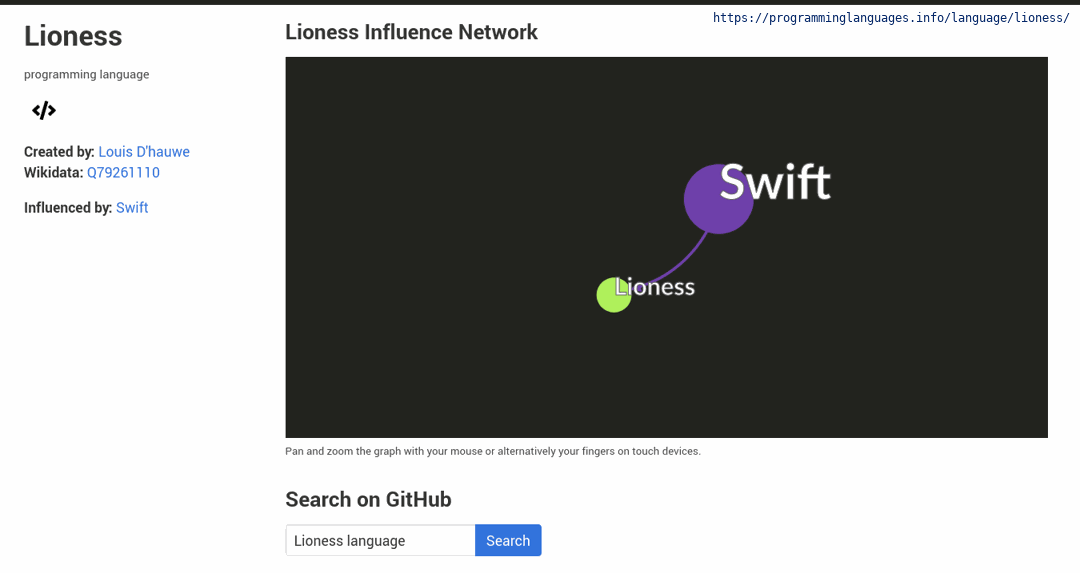 https://programminglanguages.info/language/lioness/
Lioness
programming language
Created by: Louis D'hauwe
Wikidata: Q79261110
Influenced by: Swift
Lioness Influence Network
Swift
Lioness
Pan and zoom the graph with your mouse or alternatively your fingers on touch devices.
Search on GitHub
Lioness language
Search